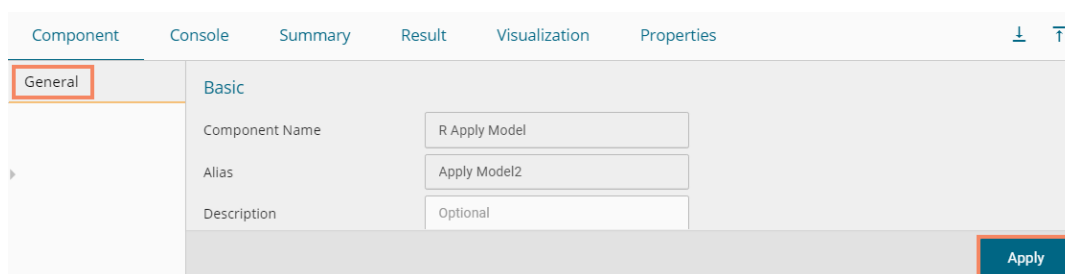 Component Console Summary Result Visualization Properties
General
Basic
Component Name R Apply Model
Alias Apply Model2
Description Optional
Apply